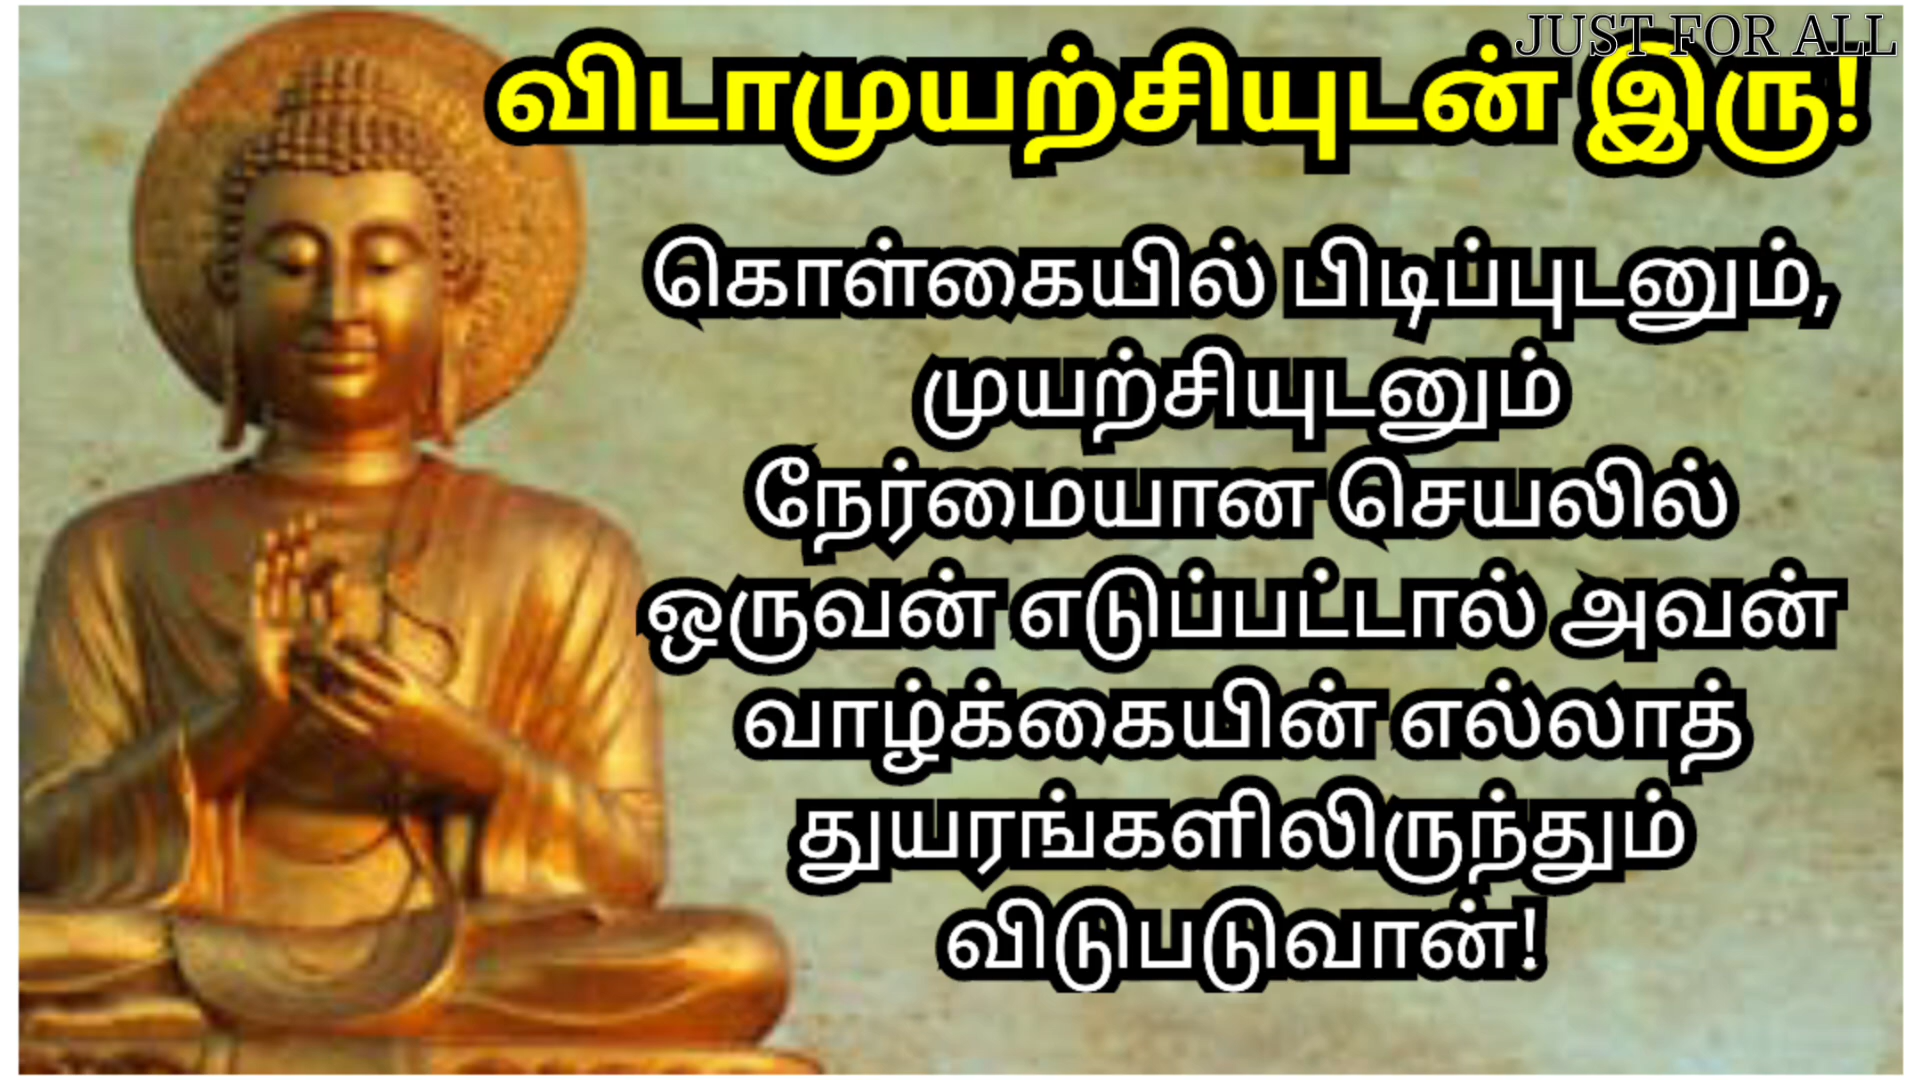 JUST FOR ALL
விடாமுயற்சியுடன் இரு!
கொள்கையில் பிடிப்புடனும்,
முயற்சியுடனும்
நேர்மையான செயலில்
ஒருவன் எடுப்பட்டால் அவன்
வாழ்க்கையின் எல்லாத்
துயரங்களிலிருந்தும்
விடுபடுவான்!